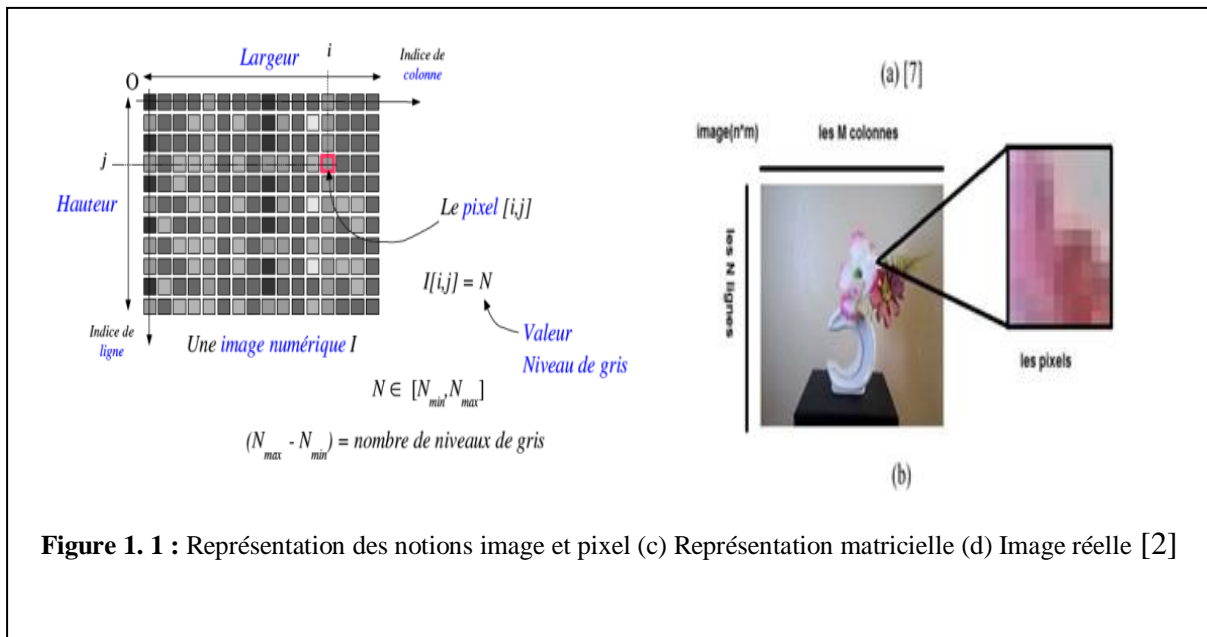 Largeur
i
Indice de
colonne
O
j
Hauteur
Le pixel [i,j]
I[i,j] = N
Indice de
ligne
Une image numérique I
Valeur
Niveau de gris
N ∈ [Nmin,Nmax]
(Nmax - Nmin) = nombre de niveaux de gris
(a) [7]
image(n*m)
les M colonnes
les N lignes
les pixels
(b)
Figure 1. 1 : Représentation des notions image et pixel (c) Représentation matricielle (d) Image réelle [2]